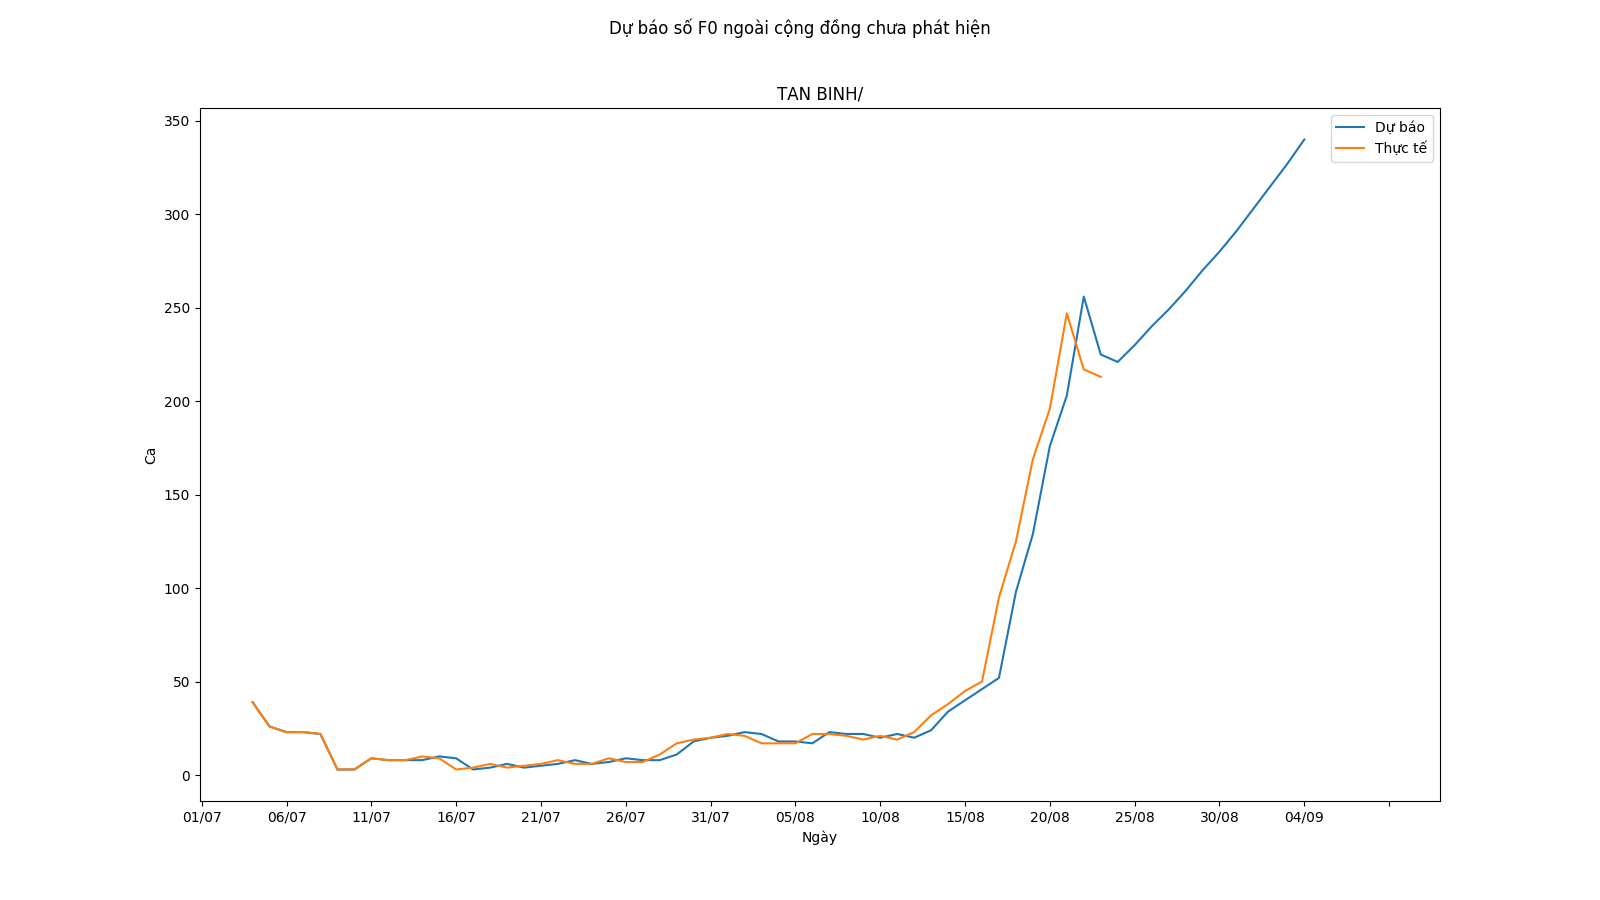 Dự báo số F0 ngoài cộng đồng chưa phát hiện
TAN BINH/
350
300
250
200
150
100
50
0
Ca
Dự báo
Thực tế
01/07 06/07 11/07 16/07 21/07 26/07 31/07 05/08 10/08 15/08 20/08 25/08 30/08 04/09
Ngày